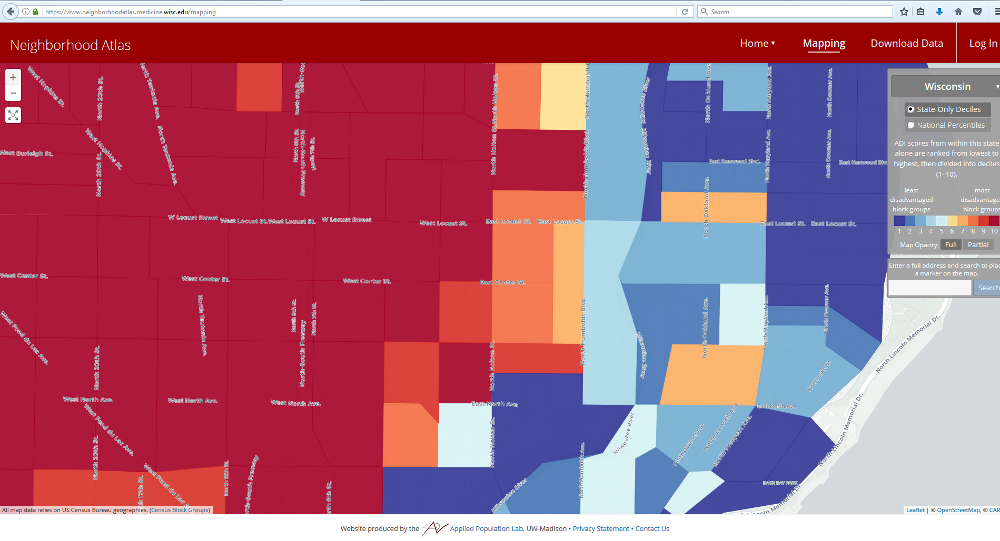 https://www.neighborhoodatlas.medicine.wisc.edu/mapping
Search
Neighborhood Atlas
Home
Mapping
Download Data
Log In
+
−
Wisconsin
State-Only Deciles
National Percentiles
ADI scores from within this state
alone are ranked from lowest to
highest, then divided into deciles
(1–10).
least
disadvantaged
block groups
–
most
disadvantage
block groups
1 2 3 4 5 6 7 8 9 10
Map Opacity: Full Partial
Enter a full address and search to plac
a marker on the map.
Search
West Hopkins St.
North 20th St.
North Teutonia Ave.
North 8th St.
North-So
North Holton St.
North Humboldt B
Milwaukee River
North Oakland Ave.
North Maryland Ave.
North Downer Ave.
West Hopkins St.
North Teutonia Ave.
West Burleigh St.
North 20th St.
North 8th St.
North-South Freeway
North 7th St.
North Holton St.
North Humboldt Blvd.
Milwaukee River
East Kenwood Blvd.
North Maryland Ave.
North Downer Ave.
East Kenwood Blv
North Oakland Ave.
W Locust Street
West Locust St.
West Locust St.
W Locust Street
West Locust St.
East Locust St.
East Locust St.
East Locust St.
East Locust St.
West Center St.
West Center St.
West Center St.
East Center St.
West Fond du Lac Ave.
North Teutonia Ave.
North 8th St.
North 7th St.
North-South Freeway
North Humboldt Blvd.
North Oakland Ave.
North Maryland Ave.
North Downer Ave.
North Lincoln Memorial Dr.
North 20th St.
North Holton St.
Milwaukee River
North Lake Dr.
West North Ave.
West North Ave.
West North Ave.
East North Ave.
East North Ave.
West Fond du Lac Ave.
North 20th St.
North Holton St.
Milwaukee River
North Oakland Ave.
North Farwell Ave.
North Prospect Ave.
North Lincoln Memorial Dr.
West Fond du Lac A
17th St.
North 12th St.
rth-South Freeway
rth 6th St.
Milwaukee River
North Humboldt Ave.
BACK BAY PARK
h Lincoln Memorial Dr.
All map data relies on US Census Bureau geographies. (Census Block Groups)
Leaflet | © OpenStreetMap, © CAR
Website produced by the Applied Population Lab, UW-Madison • Privacy Statement • Contact Us